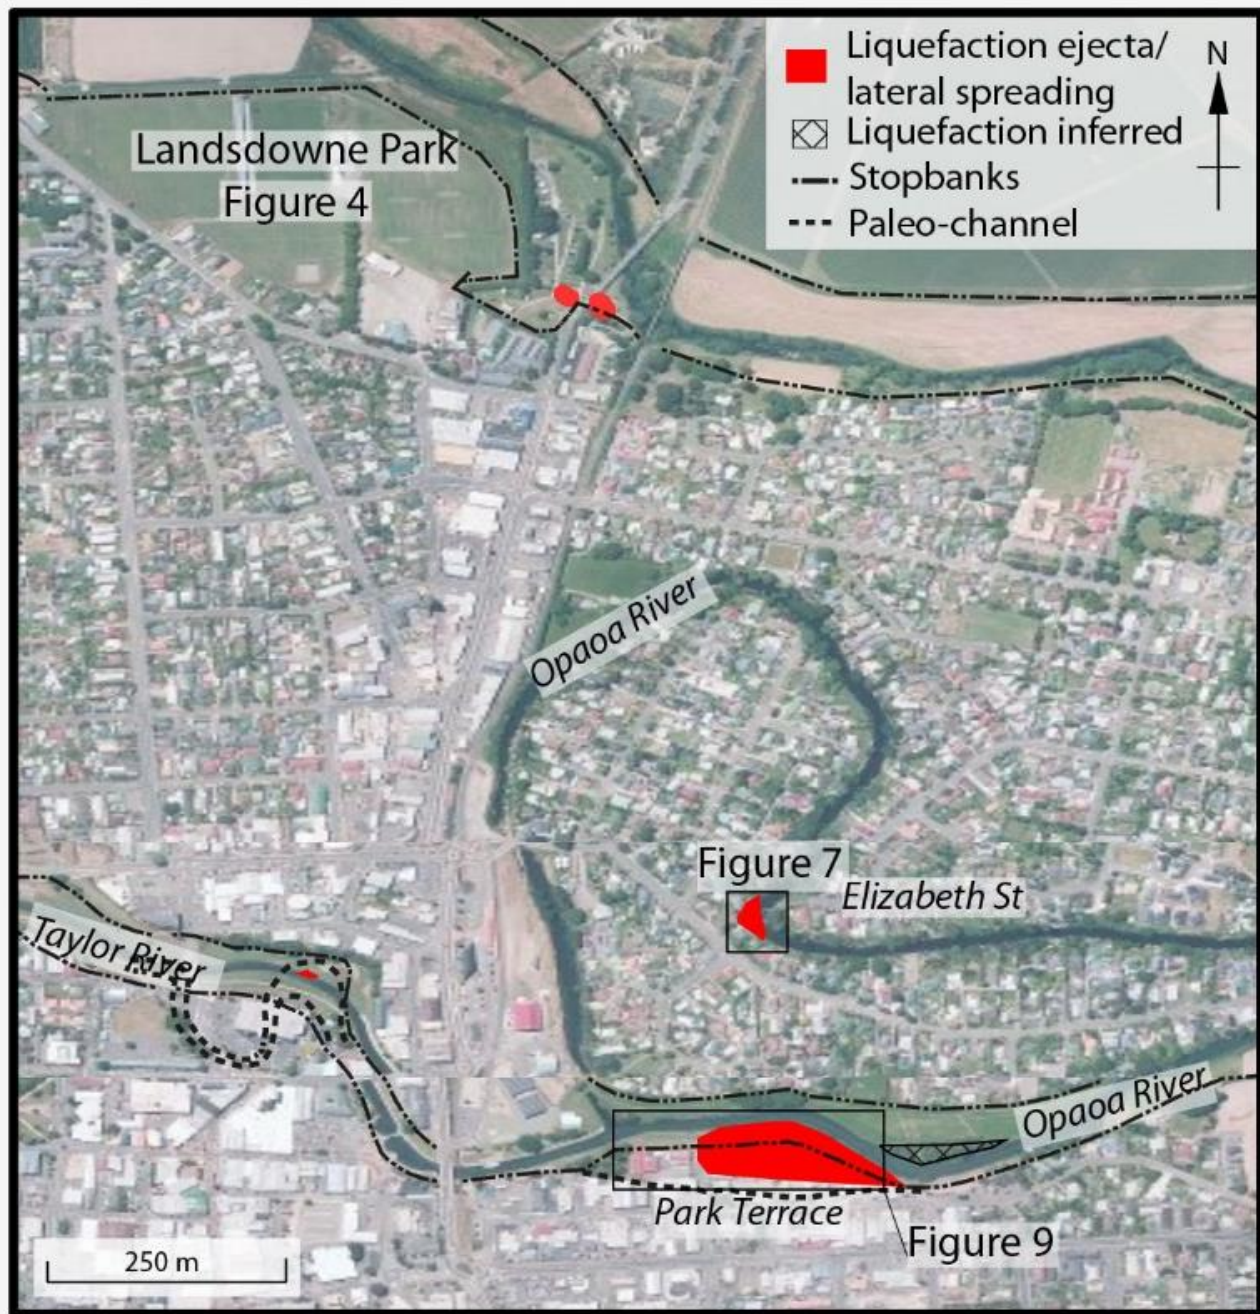 Liquefaction ejecta/
lateral spreading
Liquefaction inferred
Stopbanks
Paleo-channel
N
Landsdowne Park
Figure 4
Opaoa River
Figure 7
Elizabeth St
Taylor River
Opaoa River
Park Terrace
Figure 9
250 m